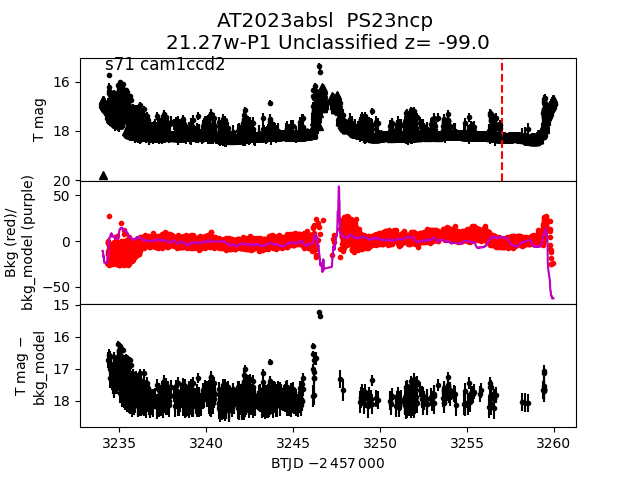 AT2023absl  PS23ncp
21.27w-P1 Unclassified z= -99.0
s71 cam1ccd2
T mag
16
18
20
Bkg (red)/
bkg_model (purple)
50
0
−50
T mag −
bkg_model
15
16
17
18
3235
3240
3245
3250
3255
3260
BTJD −2 457 000